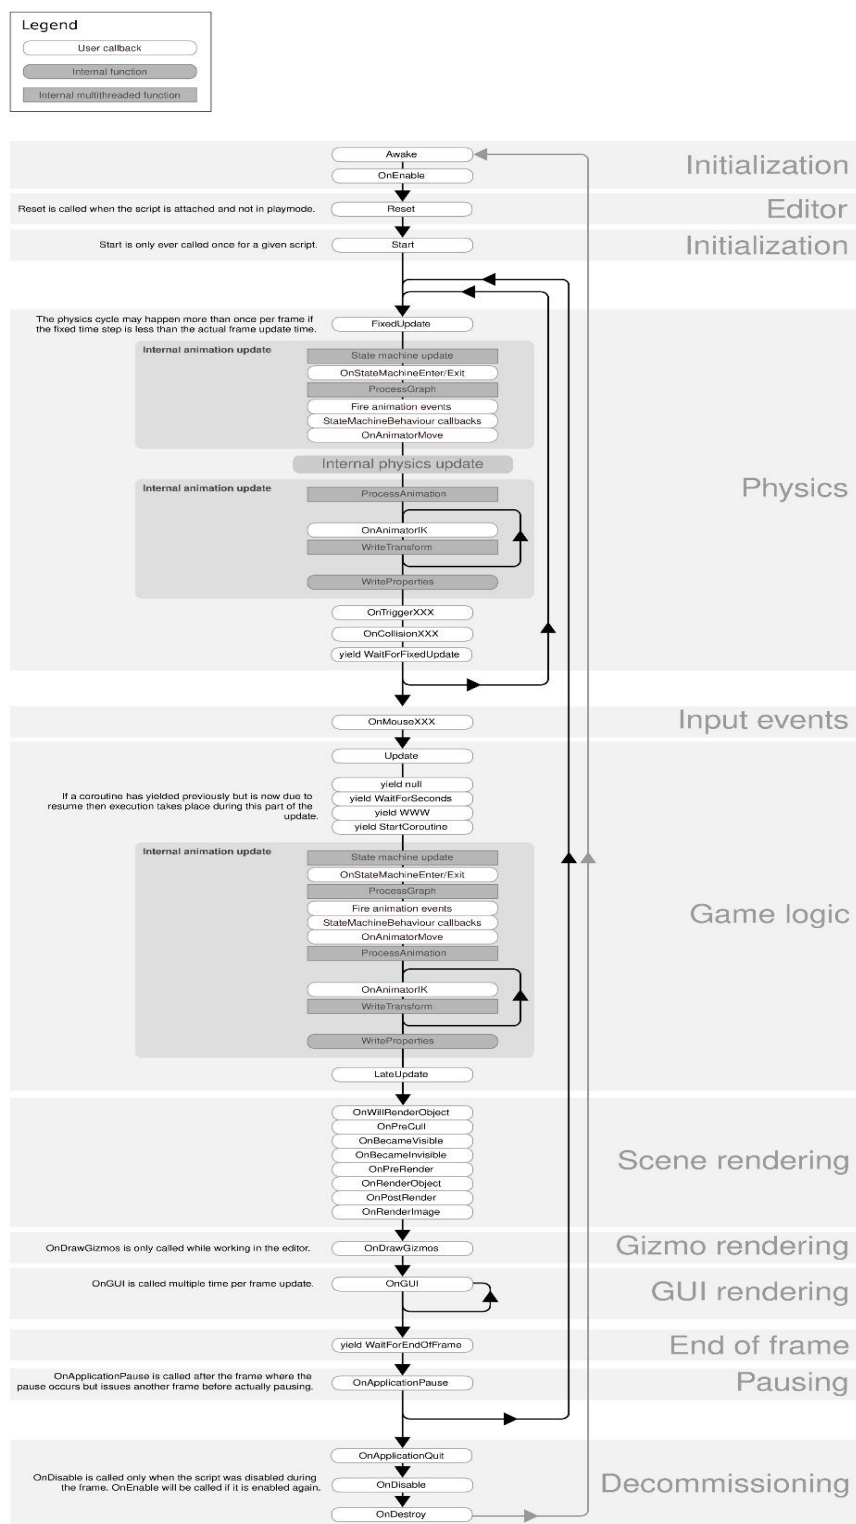 Legend
User callback
Internal function
Internal multithreaded function
Awake
Initialization
OnEnable
Reset is called when the script is attached and not in playmode.
Reset
Editor
Start is only ever called once for a given script.
Start
Initialization
The physics cycle may happen more than once per frame if
the fixed time step is less than the actual frame update time.
FixedUpdate
Internal animation update
State machine update
OnStateMachineEnter/Exit
ProcessGraph
Fire animation events
StateMachineBehaviour callbacks
OnAnimatorMove
Internal physics update
Physics
Internal animation update
ProcessAnimation
OnAnimatorIK
WriteTransform
WriteProperties
OnTriggerXXX
OnCollisionXXX
yield WaitForFixedUpdate
OnMouseXXX
Input events
Update
yield null
If a coroutine has yielded previously but is now due to
resume then execution takes place during this part of the
update.
yield WaitForSeconds
yield WWW
yield StartCoroutine
Internal animation update
State machine update
OnStateMachineEnter/Exit
ProcessGraph
Fire animation events
Game logic
StateMachineBehaviour callbacks
OnAnimatorMove
ProcessAnimation
OnAnimatorIK
WriteTransform
WriteProperties
LateUpdate
OnWillRenderObject
OnPreCull
OnBecameVisible
OnBecameInvisible
Scene rendering
OnPreRender
OnRenderObject
OnPostRender
OnRenderImage
OnDrawGizmos is only called while working in the editor.
OnDrawGizmos
Gizmo rendering
OnGUI is called multiple time per frame update.
OnGUI
GUI rendering
yield WaitForEndOfFrame
End of frame
OnApplicationPause is called after the frame where the
pause occurs but issues another frame before actually pausing.
OnApplicationPause
Pausing
OnApplicationQuit
OnDisable is called only when the script was disabled during
the frame. OnEnable will be called if it is enabled again.
OnDisable
Decommissioning
OnDestroy